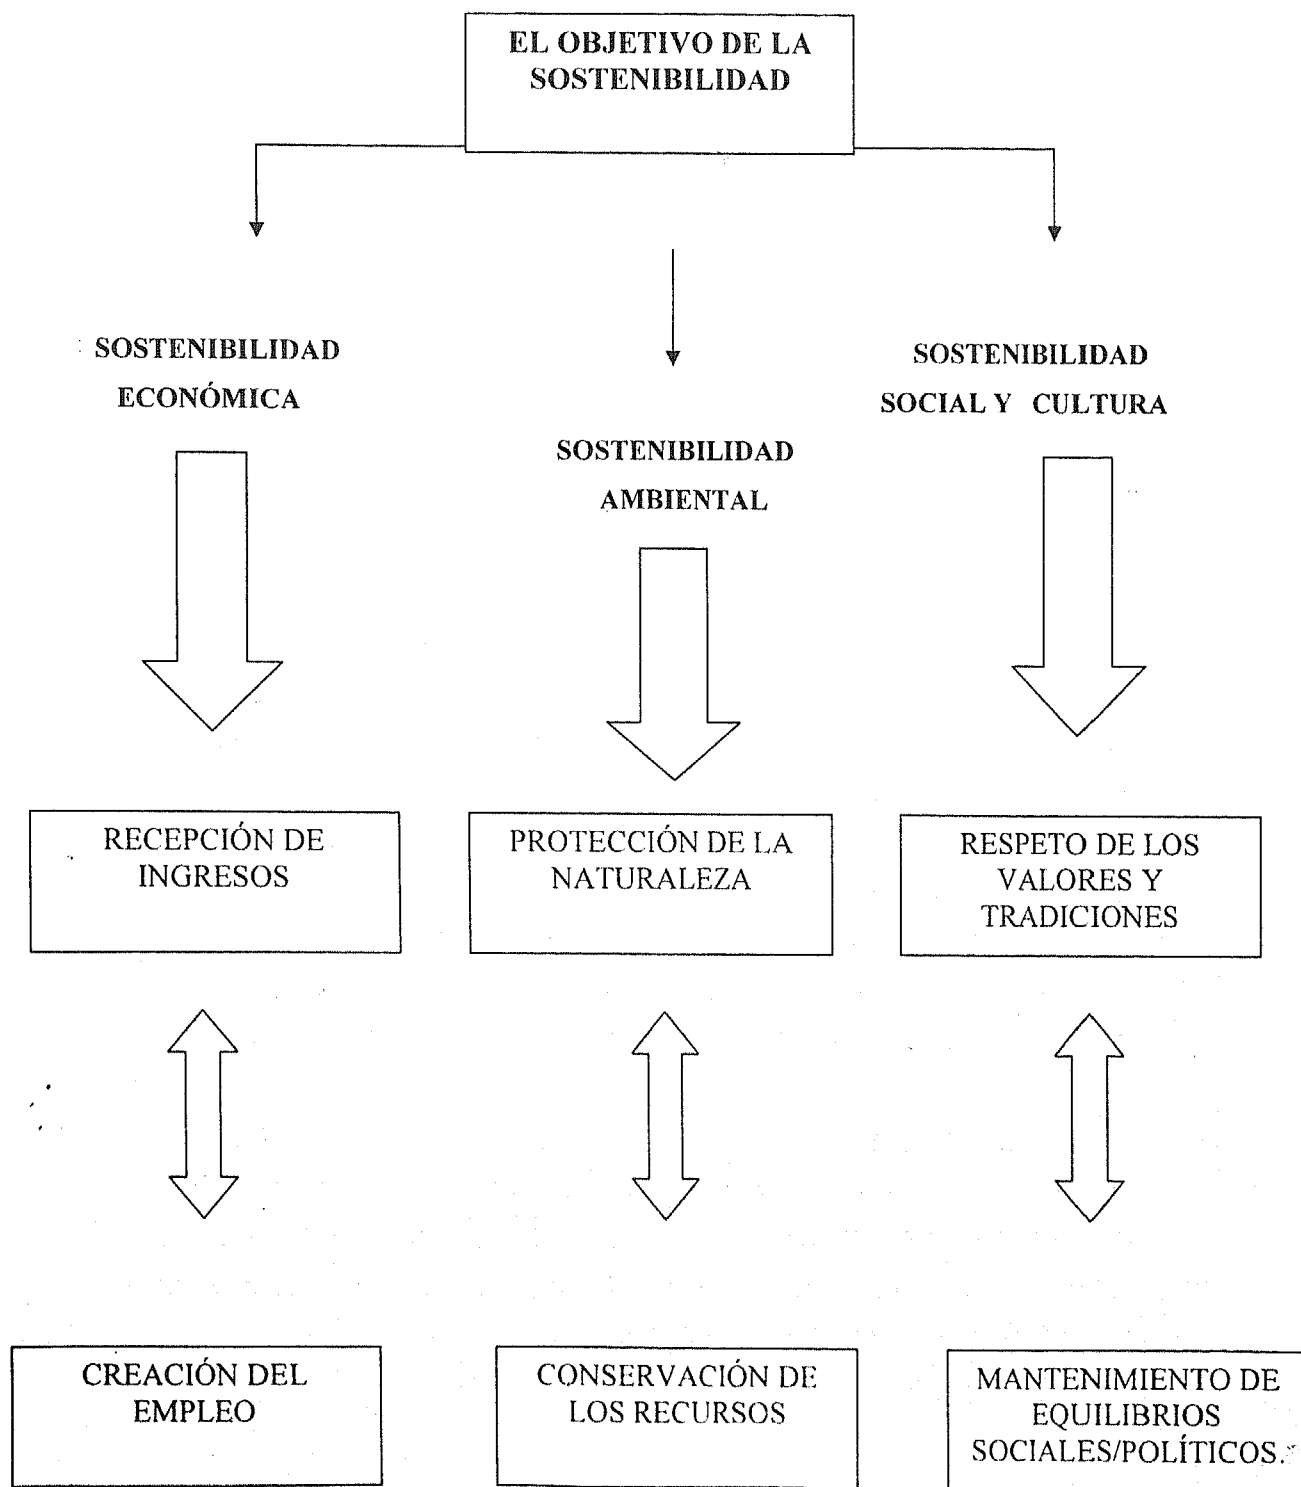 EL OBJETIVO DE LA
SOSTENIBILIDAD
SOSTENIBILIDAD
ECONÓMICA
SOSTENIBILIDAD
AMBIENTAL
SOSTENIBILIDAD
SOCIAL Y CULTURA
RECEPCIÓN DE
INGRESOS
PROTECCIÓN DE LA
NATURALEZA
RESPETO DE LOS
VALORES Y
TRADICIONES
CREACIÓN DEL
EMPLEO
CONSERVACIÓN DE
LOS RECURSOS
MANTENIMIENTO DE
EQUILIBRIOS
SOCIALES/POLÍTICOS.